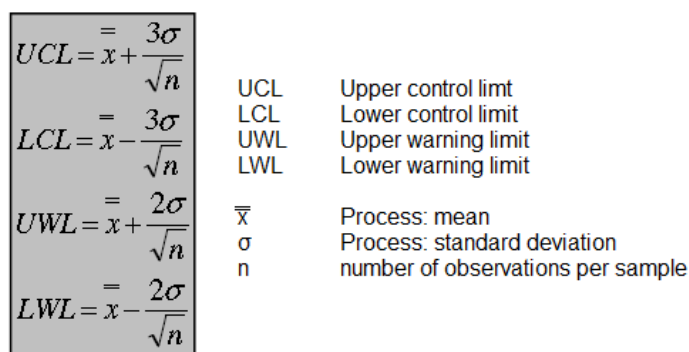 UCL = x̿ + 3σ/√n
LCL = x̿ − 3σ/√n
UWL = x̿ + 2σ/√n
LWL = x̿ − 2σ/√n
UCL Upper control limt
LCL Lower control limit
UWL Upper warning limit
LWL Lower warning limit
x̿ Process: mean
σ Process: standard deviation
n number of observations per sample